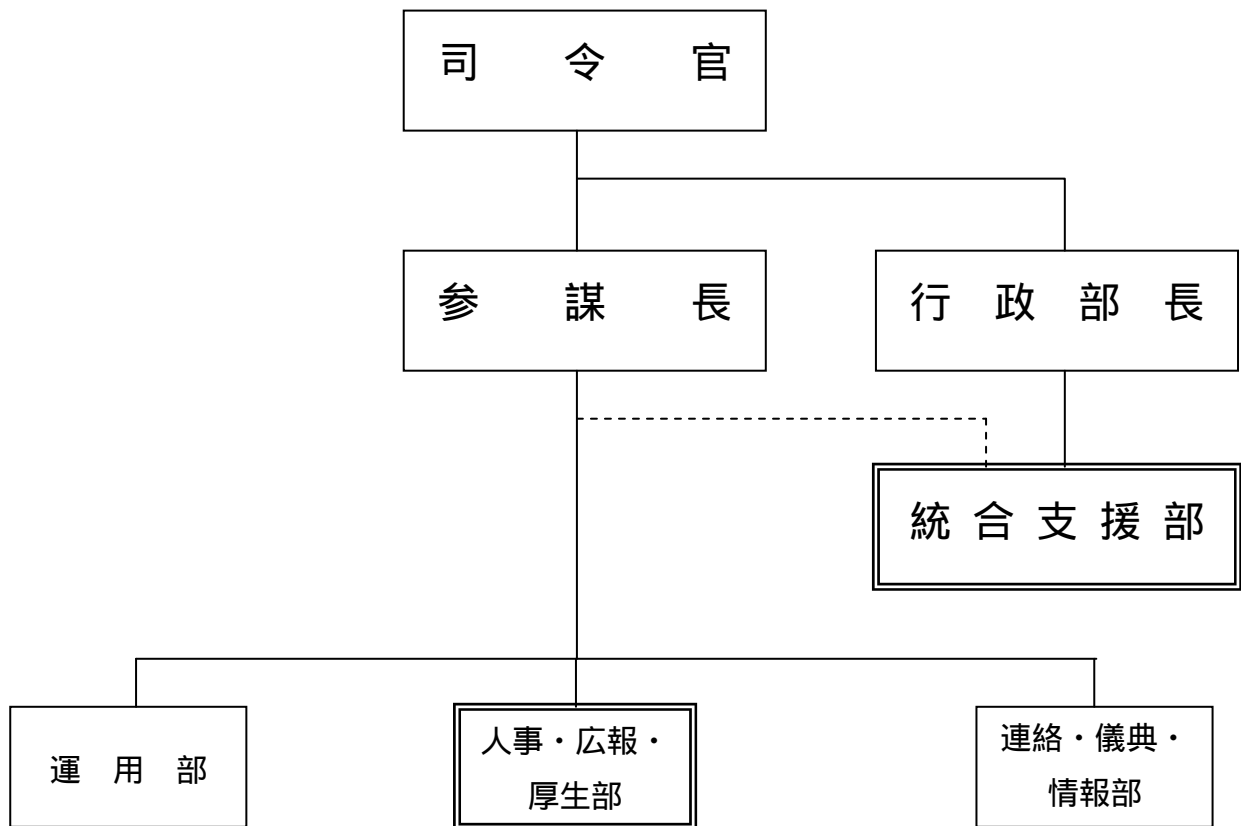 司令官
参謀長
行政部長
統合支援部
運用部
人事・広報・
厚生部
連絡・儀典・
情報部